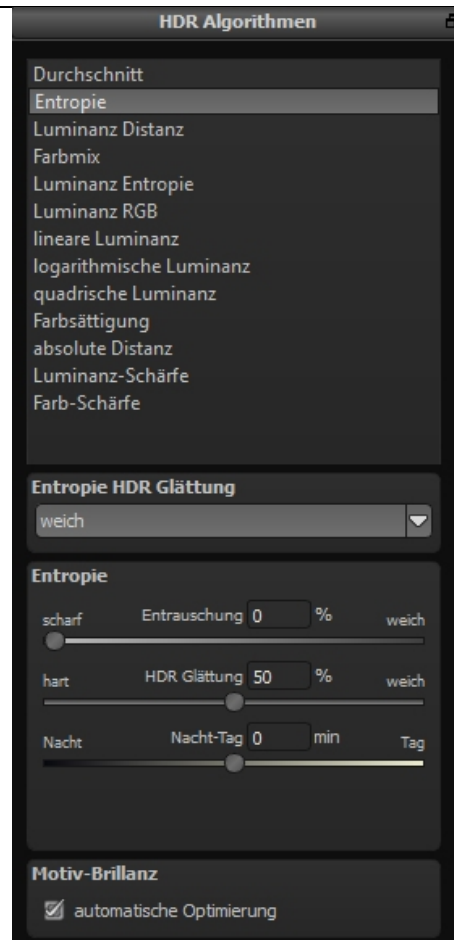 HDR Algorithmen
Durchschnitt
Entropie
Luminanz Distanz
Farbmix
Luminanz Entropie
Luminanz RGB
lineare Luminanz
logarithmische Luminanz
quadrische Luminanz
Farbsättigung
absolute Distanz
Luminanz-Schärfe
Farb-Schärfe
Entropie HDR Glättung
weich
Entropie
scharf Entrauschung 0 % weich
hart HDR Glättung 50 % weich
Nacht Nacht-Tag 0 min Tag
Motiv-Brillanz
automatische Optimierung